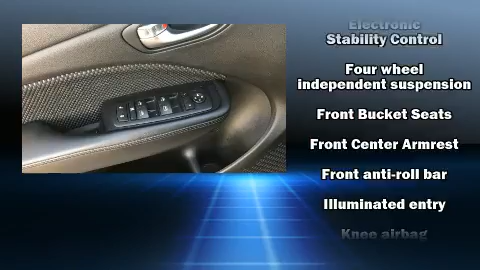 Electronic
Stability Control
Four wheel
independent suspension
Front Bucket Seats
Front Center Armrest
Front anti-roll bar
Illuminated entry
Knee airbag